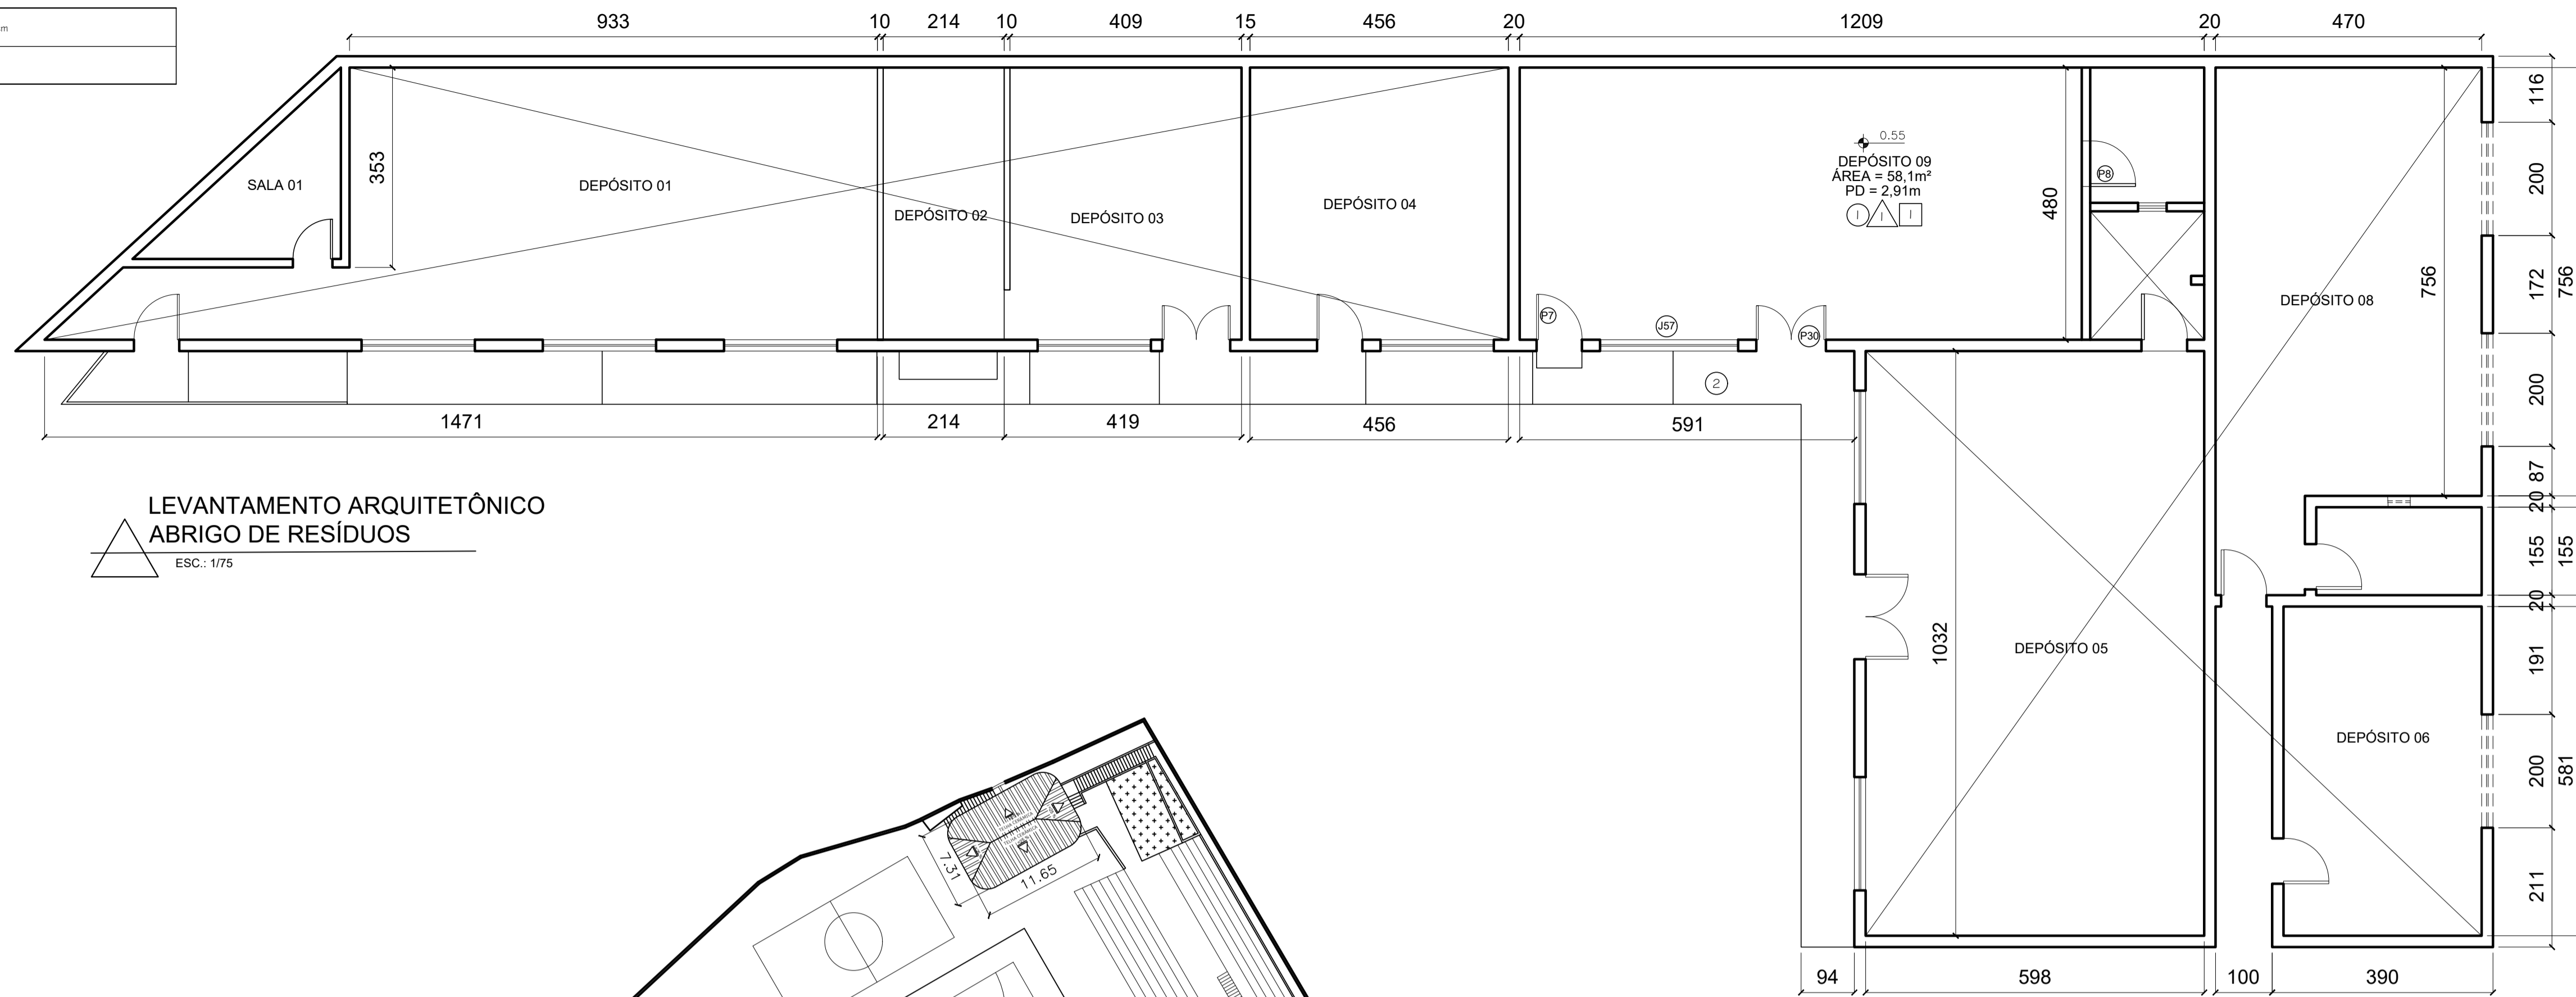 m
933 10 214 10 409 15 456 20 1209 20 470
353
SALA 01
DEPÓSITO 01
DEPÓSITO 02
DEPÓSITO 03
DEPÓSITO 04
0.55
DEPÓSITO 09
ÁREA = 58,1m²
PD = 2,91m
I I I
480
P8
P7
J57
P30
2
DEPÓSITO 08
756
116
200
172
756
200
87
20
155
155
20
191
200
581
211
1471 214 419 456 591
LEVANTAMENTO ARQUITETÔNICO
ABRIGO DE RESÍDUOS
ESC.: 1/75
1032
DEPÓSITO 05
DEPÓSITO 06
7.31
11.65
94 598 100 390